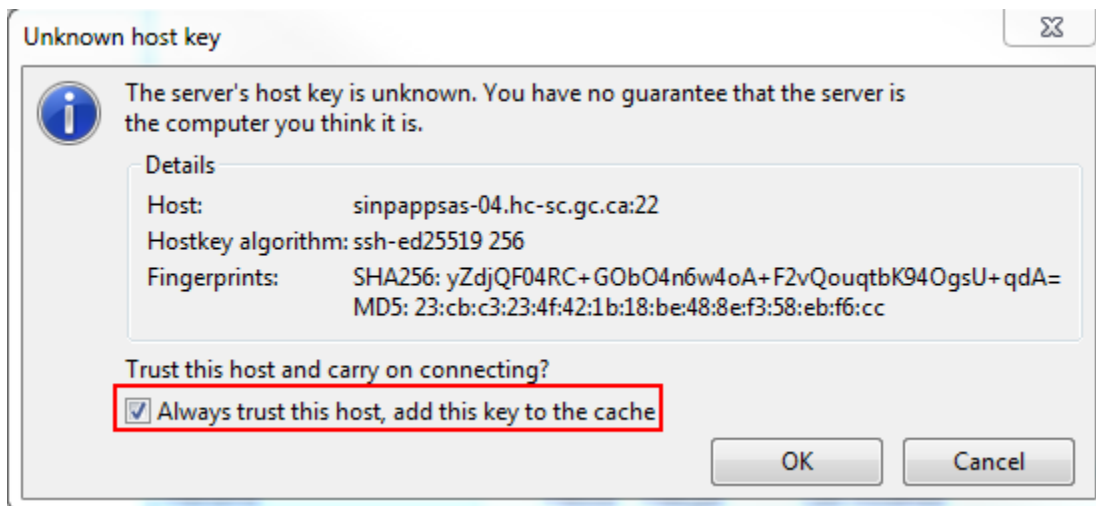 Unknown host key
The server's host key is unknown. You have no guarantee that the server is
the computer you think it is.
Details
Host: sinpappsas-04.hc-sc.gc.ca:22
Hostkey algorithm: ssh-ed25519 256
Fingerprints: SHA256: yZdjQF04RC+GObO4n6w4oA+F2vQouqtbK94OgsU+qdA=
MD5: 23:cb:c3:23:4f:42:1b:18:be:48:8e:f3:58:eb:f6:cc
Trust this host and carry on connecting?
Always trust this host, add this key to the cache
OK Cancel